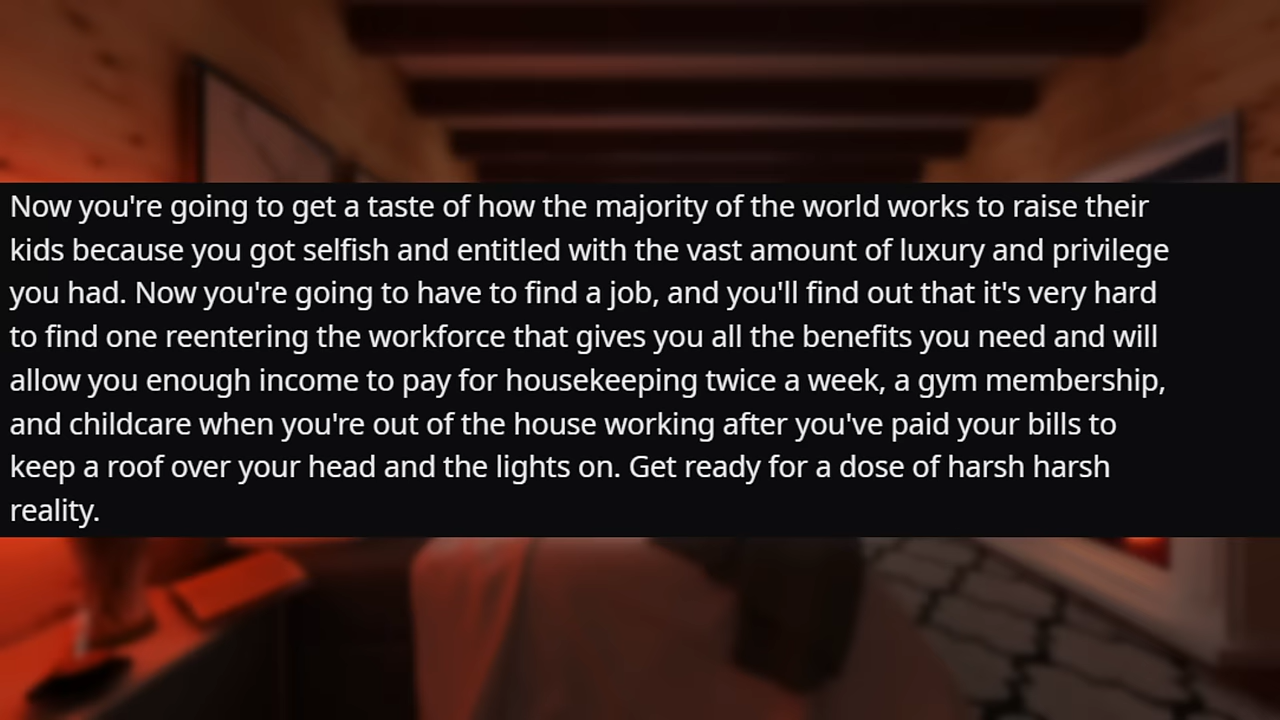 Now you're going to get a taste of how the majority of the world works to raise their
kids because you got selfish and entitled with the vast amount of luxury and privilege
you had. Now you're going to have to find a job, and you'll find out that it's very hard
to find one reentering the workforce that gives you all the benefits you need and will
allow you enough income to pay for housekeeping twice a week, a gym membership,
and childcare when you're out of the house working after you've paid your bills to
keep a roof over your head and the lights on. Get ready for a dose of harsh harsh
reality.